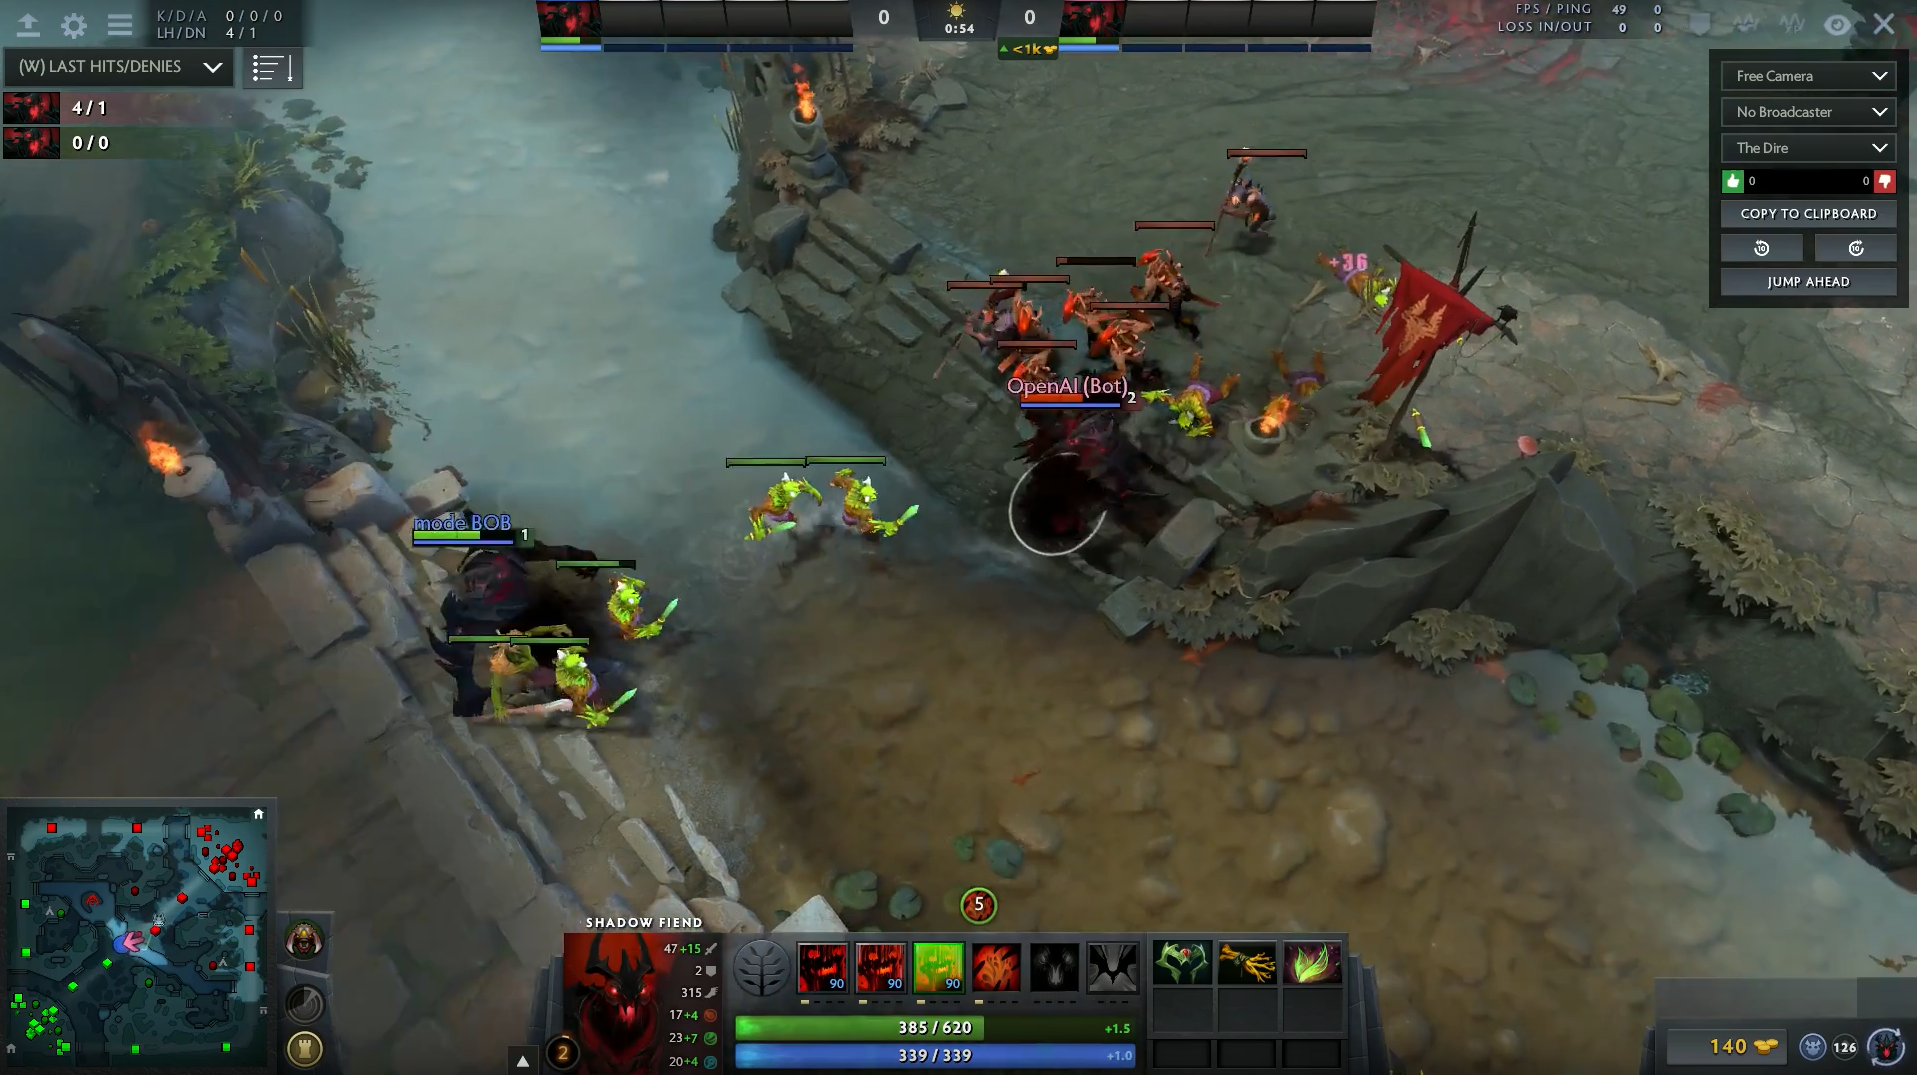 K/D/A 0/0/0
LH/DN 4/1
(W) LAST HITS/DENIES
4 / 1
0 / 0
0
0:54
0
<1k
FPS / PING 49 0
LOSS IN/OUT 0 0
Free Camera
No Broadcaster
The Dire
0 0
COPY TO CLIPBOARD
10 10
JUMP AHEAD
+36
OpenAI (Bot)
2
mode BOB
1
5
SHADOW FIEND
47 +15
2
315
17+4
23+7
20+4
2
90
90
90
385 / 620 +1.5
339 / 339 +1.0
140
126